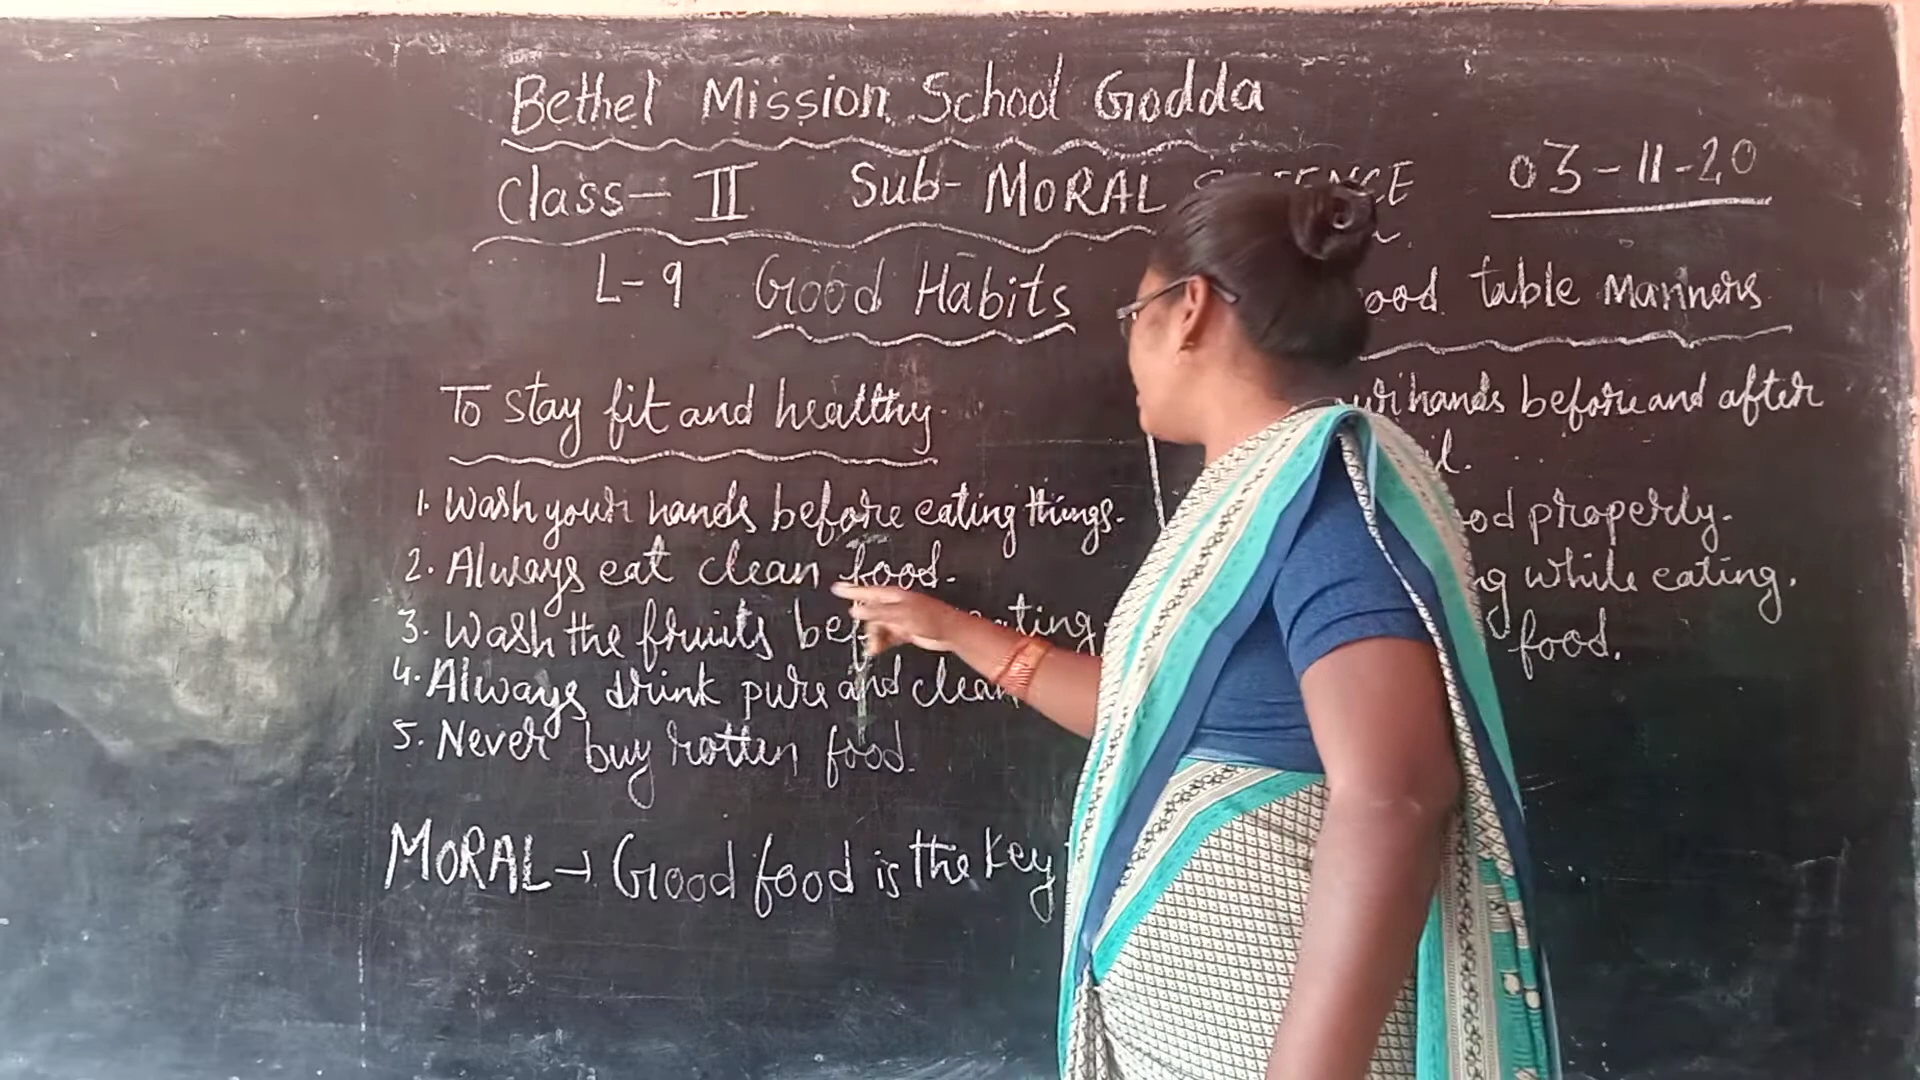 Bethel Mission School Godda
Class- II Sub- MORAL SCIENCE 03-11-20
L-9 Good Habits
To stay fit and healthy.
1. Wash your hands before eating things.
2. Always eat clean food.
3. Wash the fruits eating.
4. Always drink pure and clean
5. Never buy rotten food.
MORAL→ Good food is the key
table Manners
hands before and after
properly.
while eating.
food.